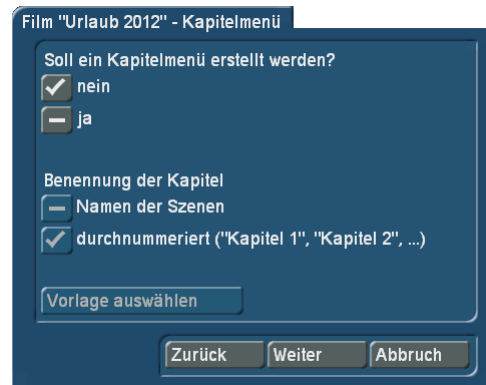 Film "Urlaub 2012" - Kapitelmenü
Soll ein Kapitelmenü erstellt werden?
nein
ja
Benennung der Kapitel
Namen der Szenen
durchnummeriert ("Kapitel 1", "Kapitel 2", ...)
Vorlage auswählen
Zurück Weiter Abbruch